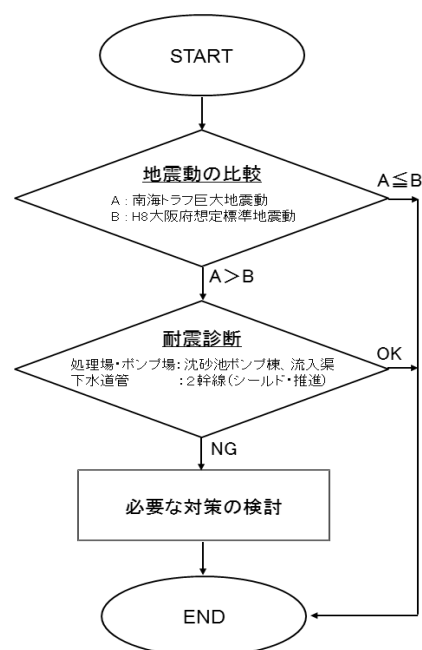 START
地震動の比較
A : 南海トラフ巨大地震動
B : H8大阪府想定標準地震動
A≦B
A＞B
耐震診断
処理場・ポンプ場：沈砂池ポンプ棟、流入渠
下水道管　　　　：２幹線(シールド・推進)
OK
NG
必要な対策の検討
END